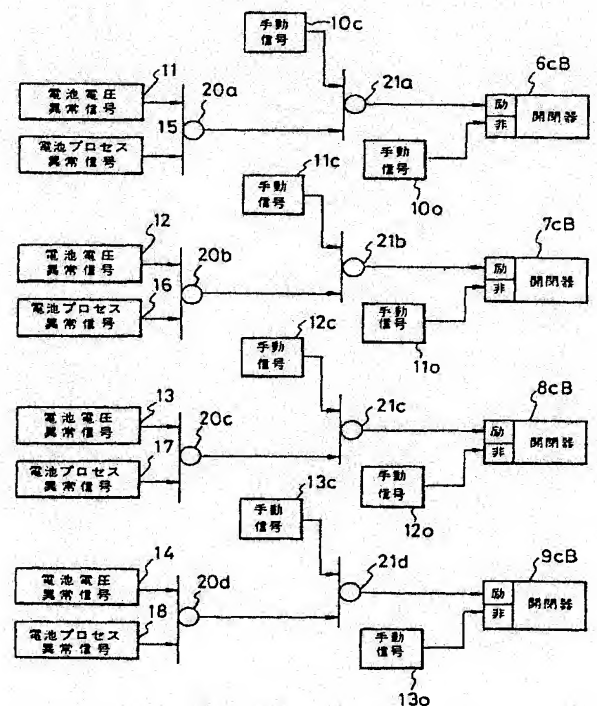 手動
信号
10c
11
電池電圧
異常信号
20a
21a
6cB
励
非
開閉器
15
電池プロセス
異常信号
手動
信号
10o
11c
手動
信号
12
電池電圧
異常信号
20b
21b
7cB
励
非
開閉器
16
電池プロセス
異常信号
手動
信号
11o
12c
手動
信号
13
電池電圧
異常信号
20c
21c
8cB
励
非
開閉器
17
電池プロセス
異常信号
手動
信号
12o
13c
手動
信号
14
電池電圧
異常信号
20d
21d
9cB
励
非
開閉器
18
電池プロセス
異常信号
手動
信号
13o